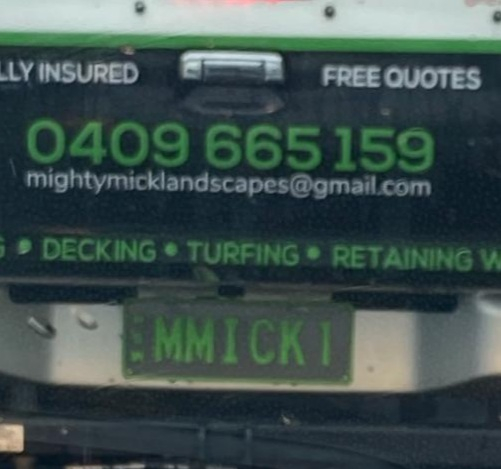 LLY INSURED FREE QUOTES
0409 665 159
mightymicklandscapes@gmail.com
G • DECKING • TURFING • RETAINING W
MMICK1